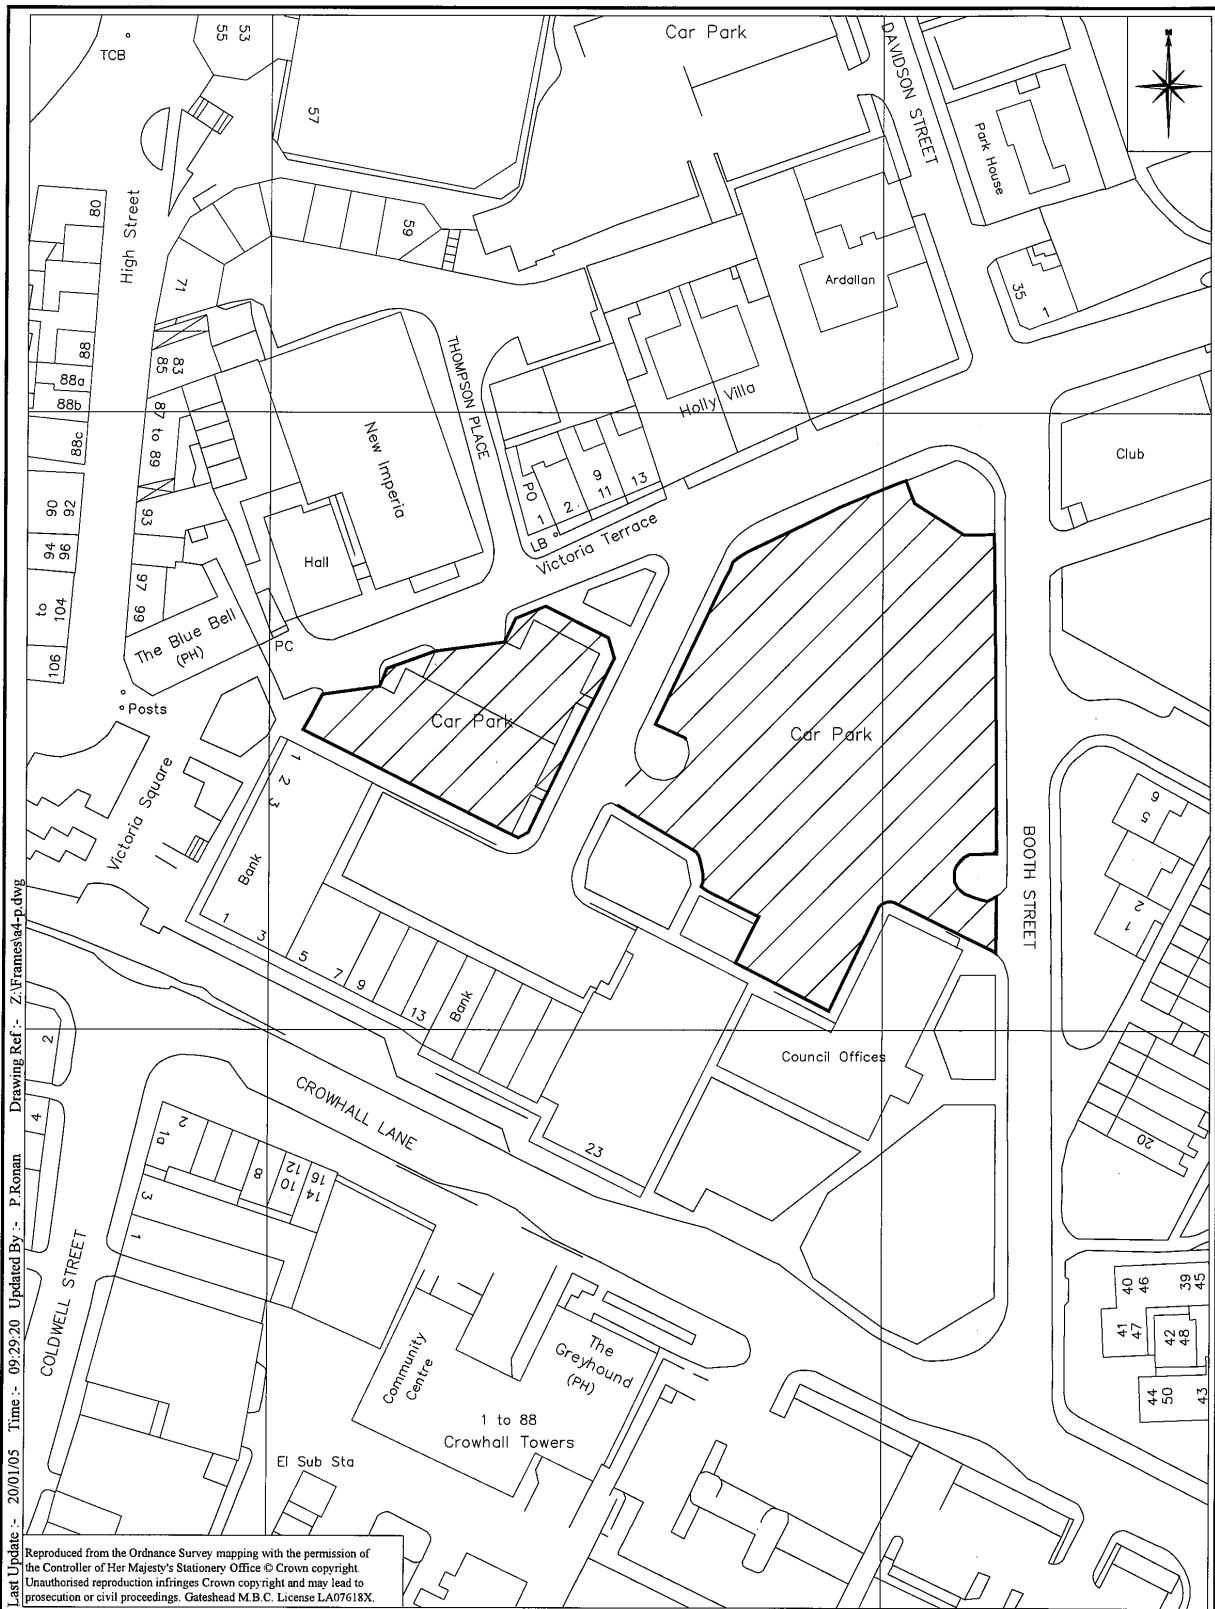 Car Park
DAVIDSON STREET
N
TCB
53
55
57
Park House
80
High Street
59
71
Ardallan
35
1
88
88a
88b
88c
83
85
87 to 89
THOMPSON PLACE
Holly Villa
New Imperia
Club
90
92
93
94
96
PO
1
2
9
11
13
LB
Victoria Terrace
Hall
97
99
to
104
106
The Blue Bell
(PH)
PC
Posts
Car Park
Car Park
Victoria Square
1
2
3
Bank
1
3
5
7
9
13
Bank
BOOTH STREET
6
5
2
1
Council Offices
20
2
4
CROWHALL LANE
23
2
1a
3
1
8
10
12
14
16
COLDWELL STREET
Community
Centre
The
Greyhound
(PH)
1 to 88
Crowhall Towers
El Sub Sta
40
46
39
45
41
47
42
48
44
50
43
Last Update :- 20/01/05 Time :- 09:29:20 Updated By :- P.Ronan Drawing Ref :- Z:\Frames\a4-p.dwg
Reproduced from the Ordnance Survey mapping with the permission of
the Controller of Her Majesty's Stationery Office © Crown copyright.
Unauthorised reproduction infringes Crown copyright and may lead to
prosecution or civil proceedings. Gateshead M.B.C. License LA07618X.